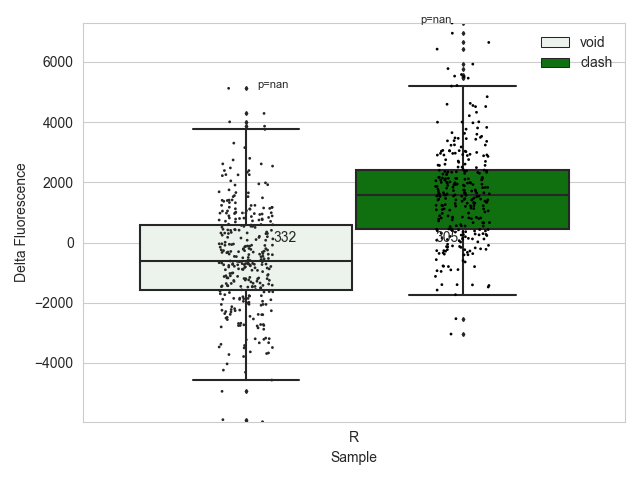 p=nan
void
clash
p=nan
6000
4000
2000
0
−2000
−4000
332
305
Delta Fluorescence
R
Sample